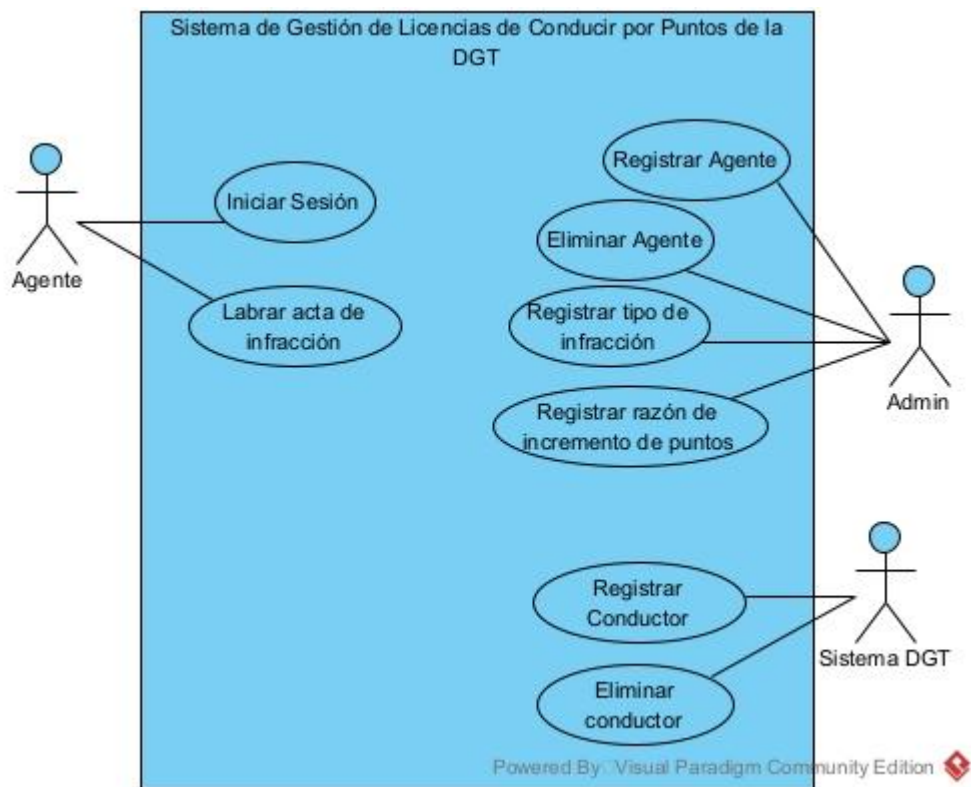 Sistema de Gestión de Licencias de Conducir por Puntos de la
DGT
Registrar Agente
Iniciar Sesión
Eliminar Agente
Agente
Labrar acta de
infracción
Registrar tipo de
infracción
Admin
Registrar razón de
incremento de puntos
Registrar
Conductor
Sistema DGT
Eliminar
conductor
Powered By Visual Paradigm Community Edition